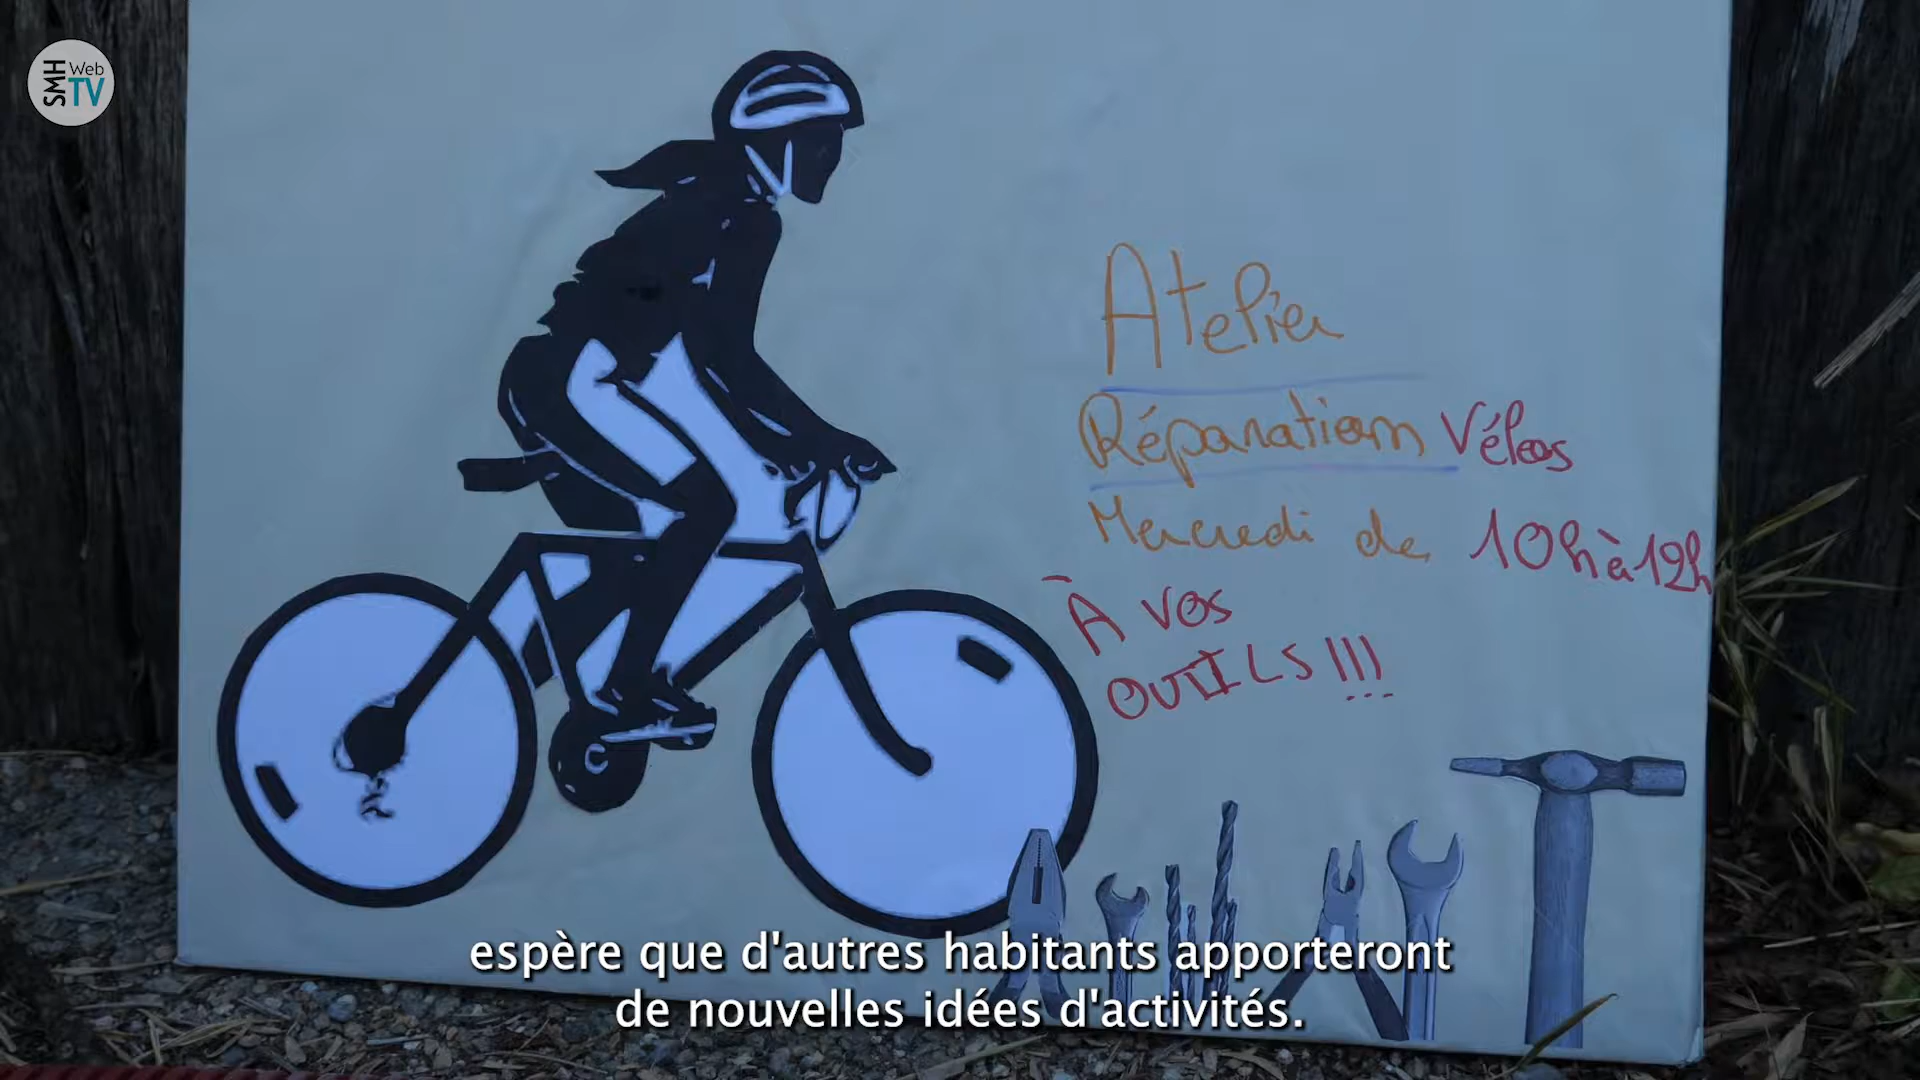 SMH
Web
TV
Atelier
Réparation Vélos
Mercredi de 10h à 12h
À vos
OUTILS !!!
espère que d'autres habitants apporteront
de nouvelles idées d'activités.